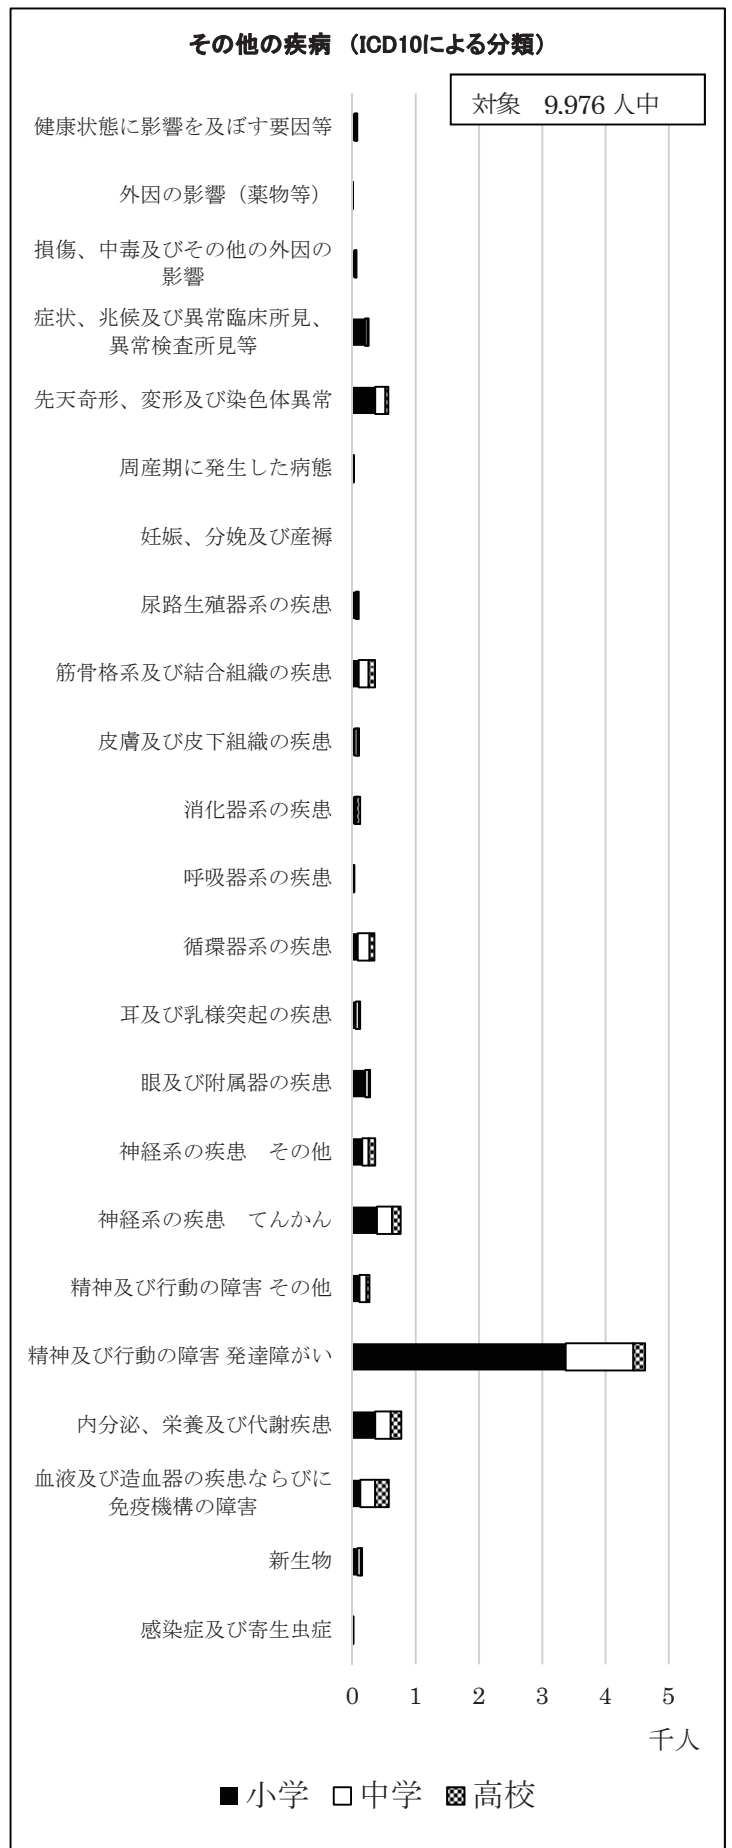 その他の疾病 (ICD10による分類)
対象 9.976 人中
健康状態に影響を及ぼす要因等
外因の影響（薬物等）
損傷、中毒及びその他の外因の
影響
症状、兆候及び異常臨床所見、
異常検査所見等
先天奇形、変形及び染色体異常
周産期に発生した病態
妊娠、分娩及び産褥
尿路生殖器系の疾患
筋骨格系及び結合組織の疾患
皮膚及び皮下組織の疾患
消化器系の疾患
呼吸器系の疾患
循環器系の疾患
耳及び乳様突起の疾患
眼及び附属器の疾患
神経系の疾患　その他
神経系の疾患　てんかん
精神及び行動の障害 その他
精神及び行動の障害 発達障がい
内分泌、栄養及び代謝疾患
血液及び造血器の疾患ならびに
免疫機構の障害
新生物
感染症及び寄生虫症
0 1 2 3 4 5
千人
小学 中学 高校